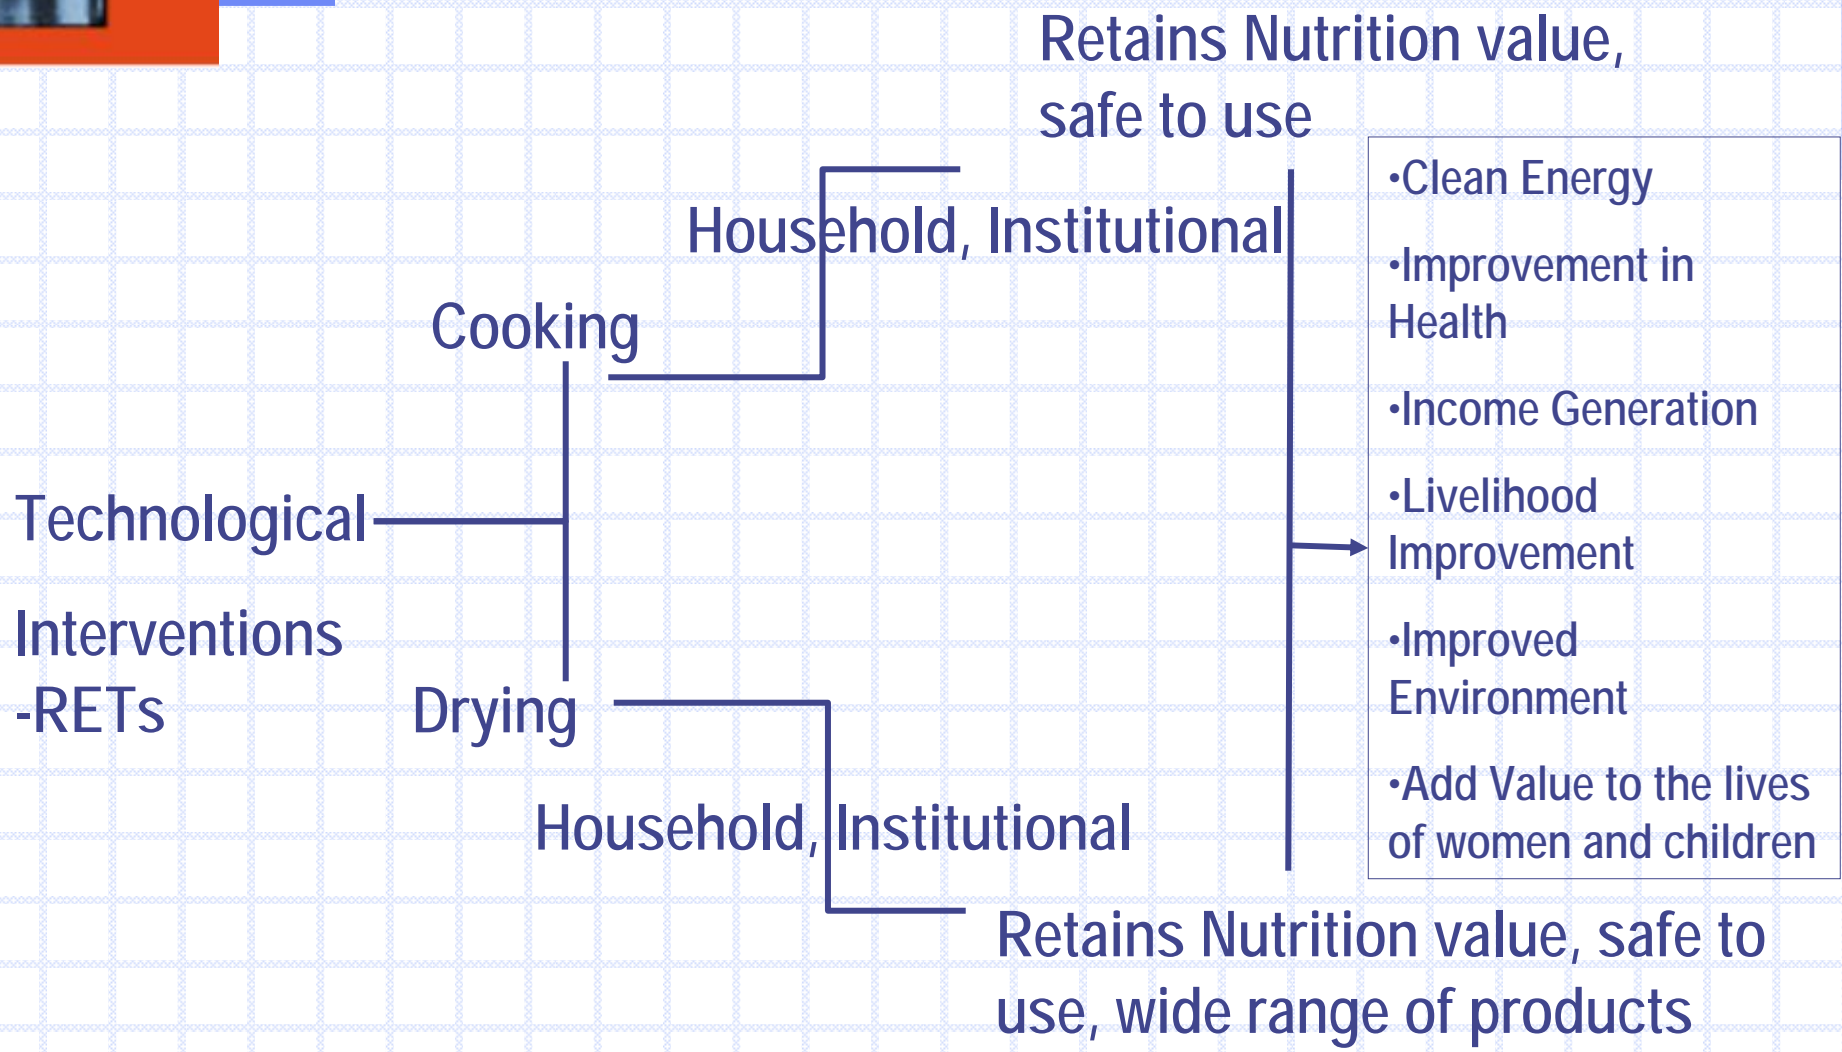 Retains Nutrition value,
safe to use
Household, Institutional
Cooking
Technological
Interventions
-RETs
Drying
Household, Institutional
Retains Nutrition value, safe to
use, wide range of products
•Clean Energy
•Improvement in
Health
•Income Generation
•Livelihood
Improvement
•Improved
Environment
•Add Value to the lives
of women and children